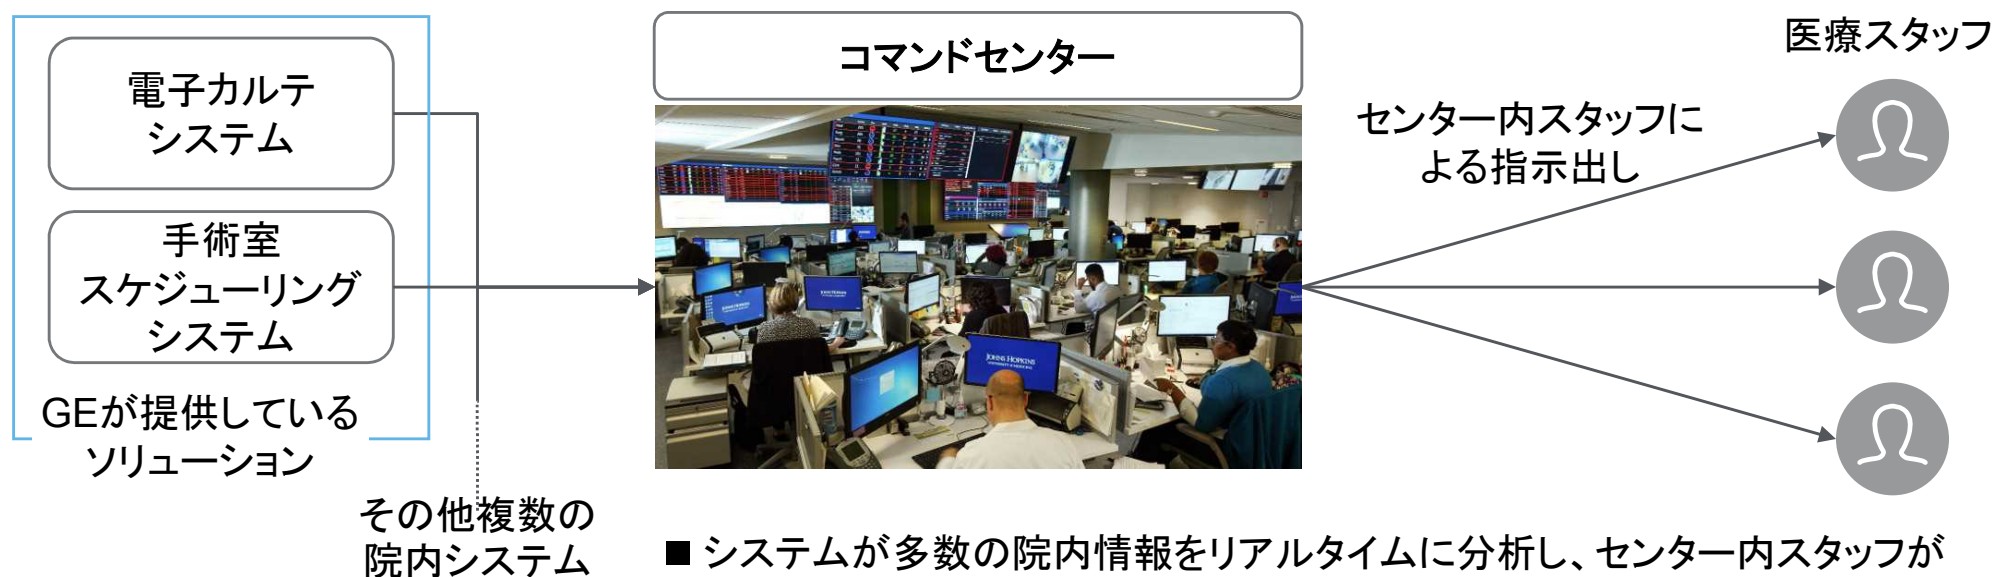 電子カルテ
システム
手術室
スケジューリング
システム
GEが提供している
ソリューション
その他複数の
院内システム
コマンドセンター
JOHNS HOPKINS
センター内スタッフに
よる指示出し
医療スタッフ
■ システムが多数の院内情報をリアルタイムに分析し、センター内スタッフが